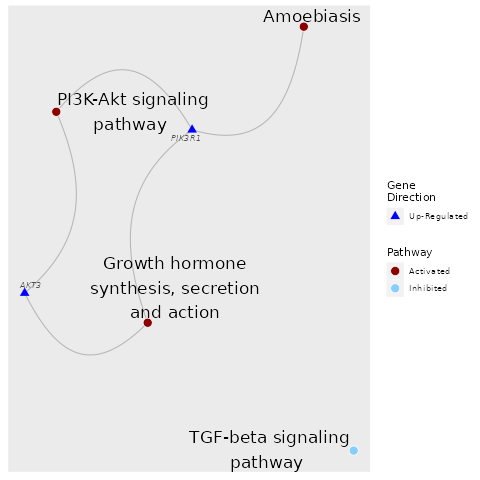 Amoebiasis
PI3K-Akt signaling
pathway
PIK3R1
Growth hormone
synthesis, secretion
and action
AKT3
TGF-beta signaling
pathway
Gene
Direction
Up-Regulated
Pathway
Activated
Inhibited